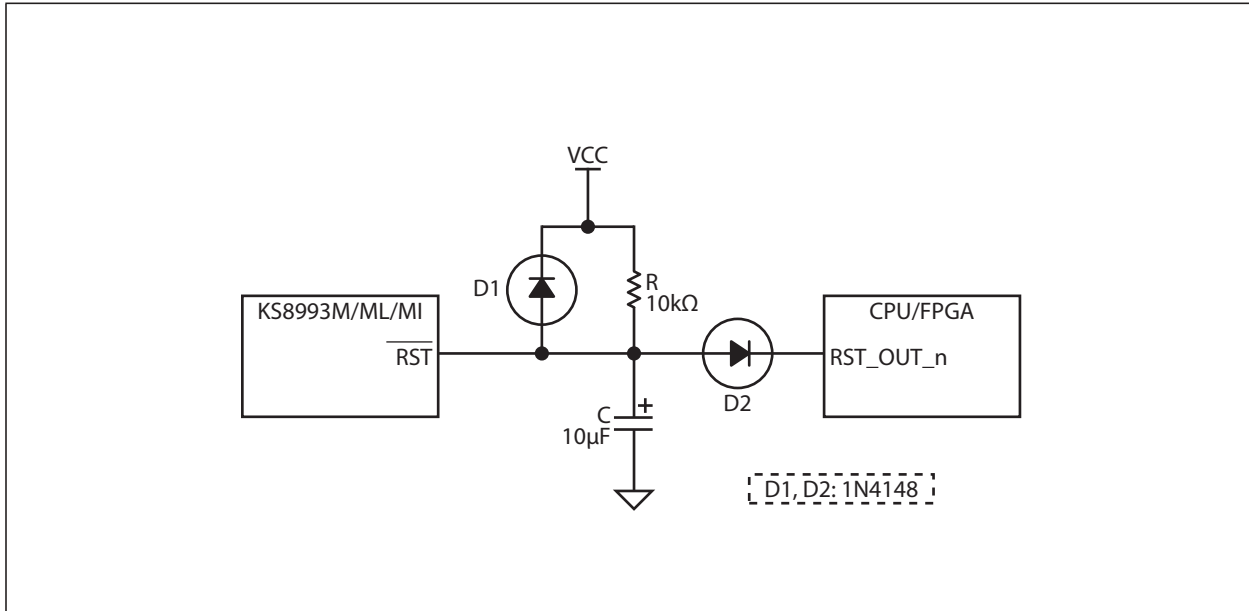 VCC
D1
R
10kΩ
KS8993M/ML/MI
RST
CPU/FPGA
RST_OUT_n
D2
C
+
10µF
D1, D2: 1N4148